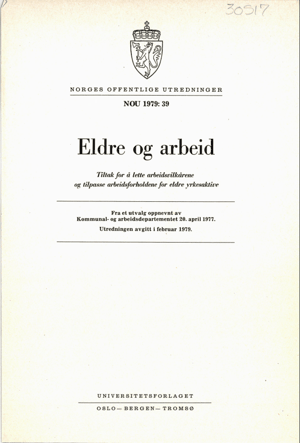 30517
NORGES OFFENTLIGE UTREDNINGER
NOU 1979: 39
Eldre og arbeid
Tiltak for å lette arbeidsvilkårene
og tilpasse arbeidsforholdene for eldre yrkesaktive
Fra et utvalg oppnevnt av
Kommunal- og arbeidsdepartementet 20. april 1977.
Utredningen avgitt i februar 1979.
UNIVERSITETSFORLAGET
OSLO — BERGEN — TROMSØ